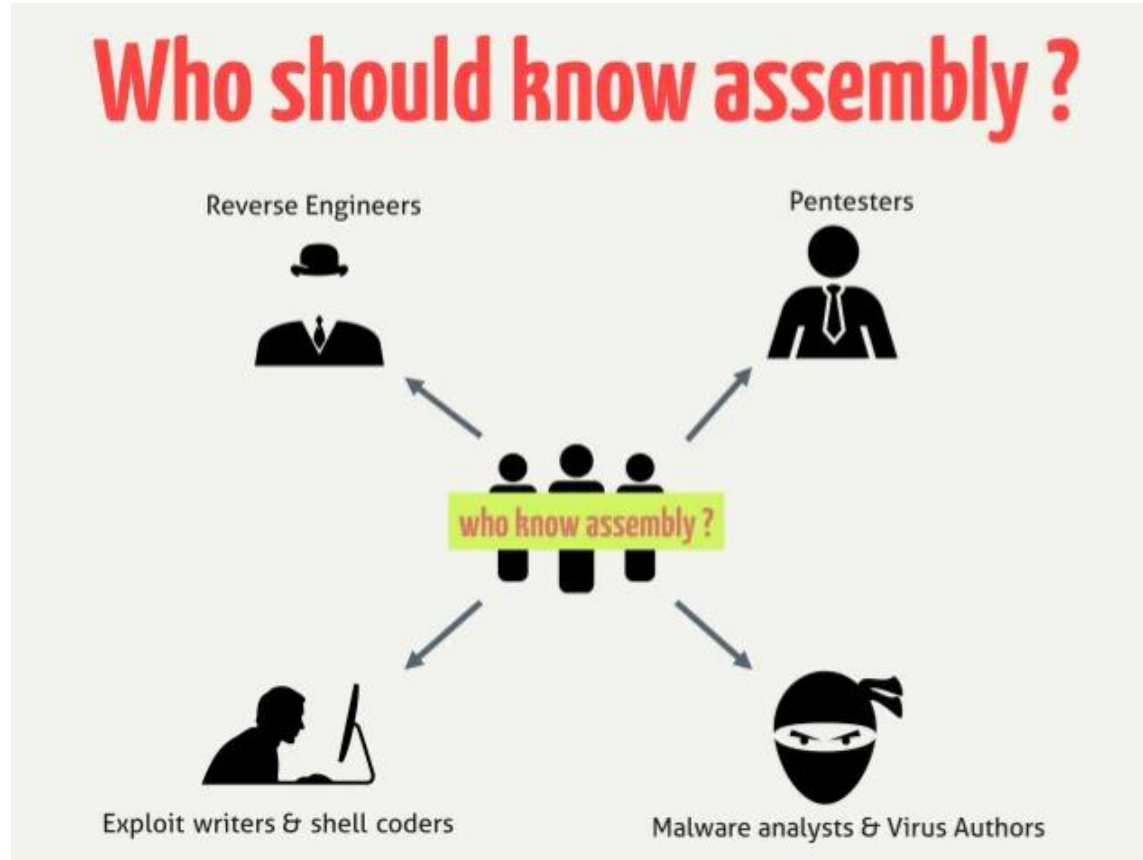 Who should know assembly ?
Reverse Engineers
Pentesters
who know assembly ?
Exploit writers & shell coders
Malware analysts & Virus Authors